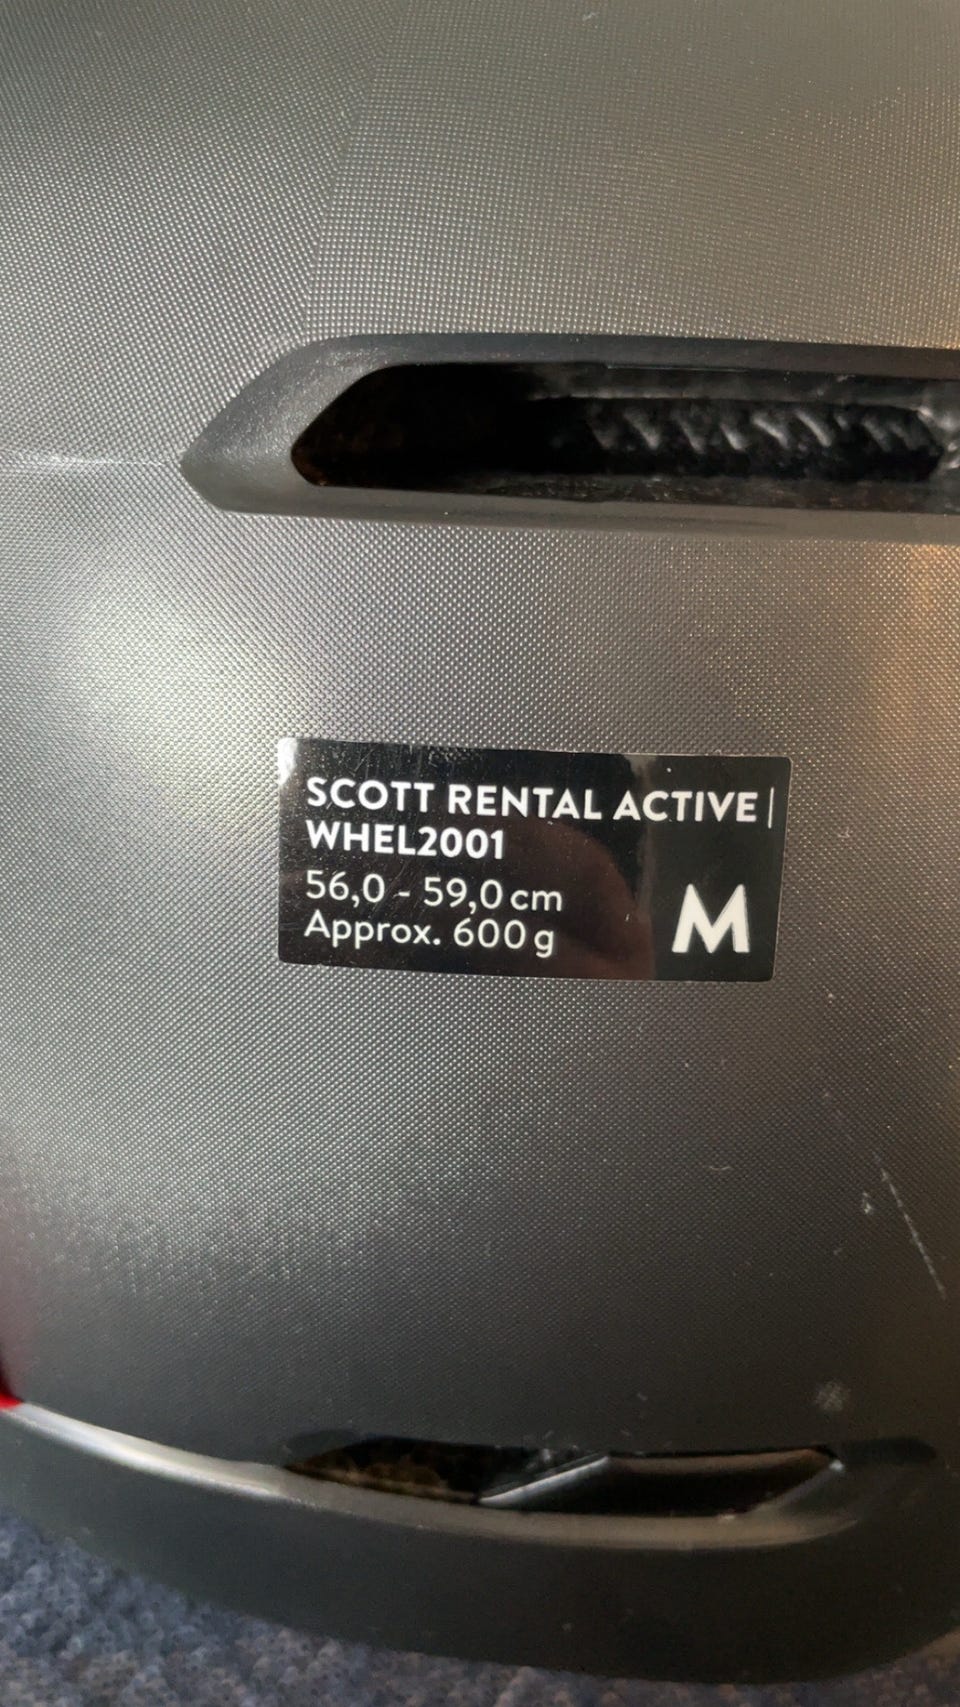 SCOTT RENTAL ACTIVE |
WHEL2001
56,0 - 59,0 cm
Approx. 600 g
M